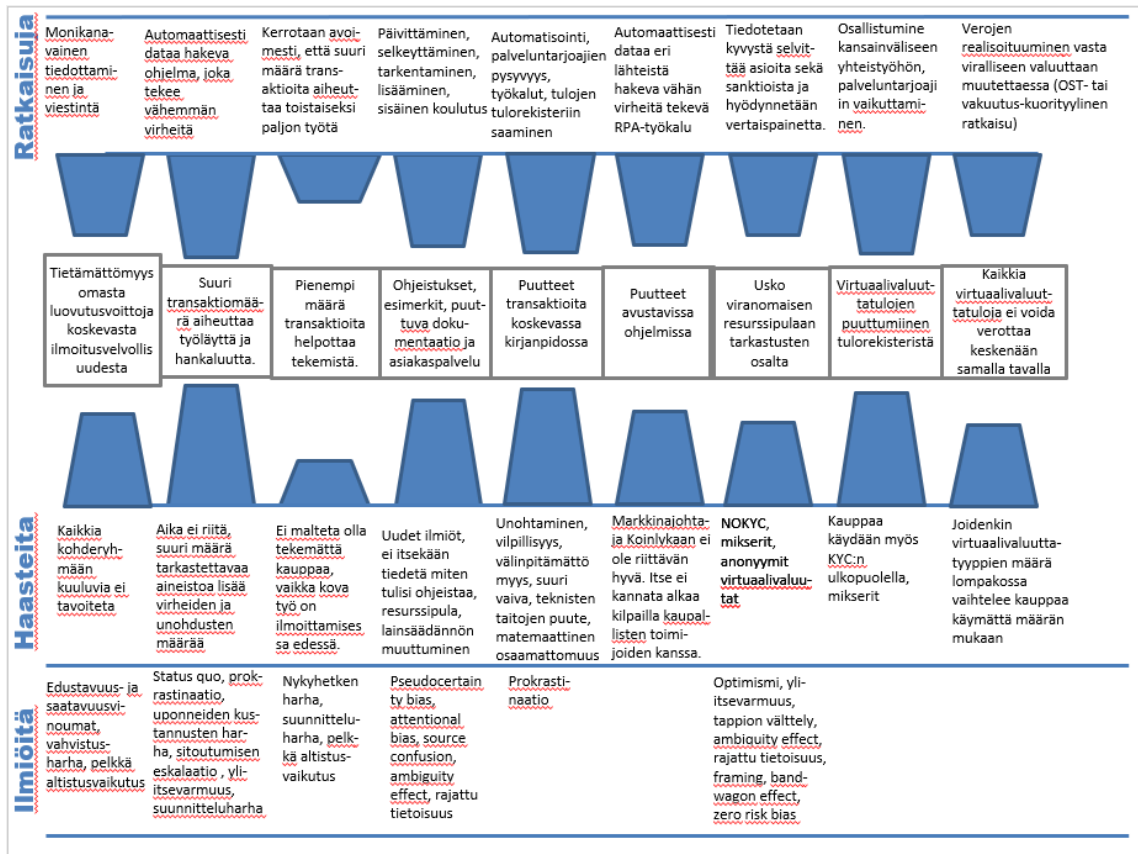 Ratkaisuja
Monikana-
vainen
tiedottami-
nen ja
viestintä
Automaattisesti
dataa hakeva
ohjelma, joka
tekee
vähemmän
virheitä
Kerrotaan avoi-
mesti, että suuri
määrä trans-
aktioita aiheut-
taa toistaiseksi
paljon työtä
Päivittäminen,
selkeyttäminen,
tarkentaminen,
lisääminen,
sisäinen koulutus
Automatisointi,
palveluntarjoajien
pysyvyys,
työkalut, tulojen
tulorekisteriin
saaminen
Automaattisesti
dataa eri
lähteistä
hakeva vähän
virheitä tekevä
RPA-työkalu
Tiedotetaan
kyvystä selvit-
tää asioita sekä
sanktioista ja
hyödynnetään
vertaispainetta.
Osallistumine
kansainväliseen
yhteistyöhön,
palveluntarjoaji
in vaikuttami-
nen.
Verojen
realisoituuminen vasta
viralliseen valuuttaan
muutettaessa (OST- tai
vakuutus-kuorityylinen
ratkaisu)
Tietämättömyys
omasta
luovutusvoittoja
koskevasta
ilmoitusvelvollis
uudesta
Suuri
transaktiomää-
rä aiheuttaa
työläyttä ja
hankaluutta.
Pienempi
määrä
transaktioita
helpottaa
tekemistä.
Ohjeistukset,
esimerkit, puut-
tuva doku-
mentaatio ja
asiakaspalvelu
Puutteet
transaktioita
koskevassa
kirjanpidossa
Puutteet
avustavissa
ohjelmissa
Usko
viranomaisen
resurssipulaan
tarkastusten
osalta
Virtuaalivaluut-
tatulojen
puuttumiinen
tulorekisteristä
Kaikkia
virtuaalivaluut-
tatuloja ei voida
verottaa
keskenään
samalla tavalla
Haasteita
Kaikkia
kohderyh-
mään
kuuluvia ei
tavoiteta
Aika ei riitä,
suuri määrä
tarkastettavaa
aineistoa lisää
virheiden ja
unohdusten
määrää
Ei malteta olla
tekemättä
kauppaa,
vaikka kova
työ on
ilmoittamises
sa edessä.
Uudet ilmiöt,
ei itsekään
tiedetä miten
tulisi ohjeistaa,
resurssipula,
lainsäädännön
muuttuminen
Unohtaminen,
vilpillisyys,
välinpitämättö
myys, suuri
vaiva, teknisten
taitojen puute,
matemaattinen
osaamattomuus
Markkinajohta-
ja Koinlykaan ei
ole riittävän
hyvä. Itse ei
kannata alkaa
kilpailla kaupal-
listen toimi-
joiden kanssa.
NOKYC,
mikserit,
anonyymit
virtuaalivaluu-
tat
Kauppaa
käydään myös
KYC:n
ulkopuolella,
mikserit
Joidenkin
virtuaalivaluutta-
tyyppien määrä
lompakossa
vaihtelee kauppaa
käymättä määrän
mukaan
Ilmiöitä
Edustavuus- ja
saatavuusvi-
noumat,
vahvistus-
harha, pelkkä
altistusvaikutus
Status quo, prok-
rastinaatio,
uponneiden kus-
tannusten har-
ha, sitoutumisen
eskalaatio , yli-
itsevarmuus,
suunnitteluharha
Nykyhetken
harha,
suunnittelu-
harha, pelk-
kä altistus-
vaikutus
Pseudocertain
ty bias,
attentional
bias, source
confusion,
ambiguity
effect, rajattu
tietoisuus
Prokrasti-
naatio
Optimismi, yli-
itsevarmuus,
tappion välttely,
ambiquity effect,
rajattu tietoisuus,
framing, band-
wagon effect,
zero risk bias